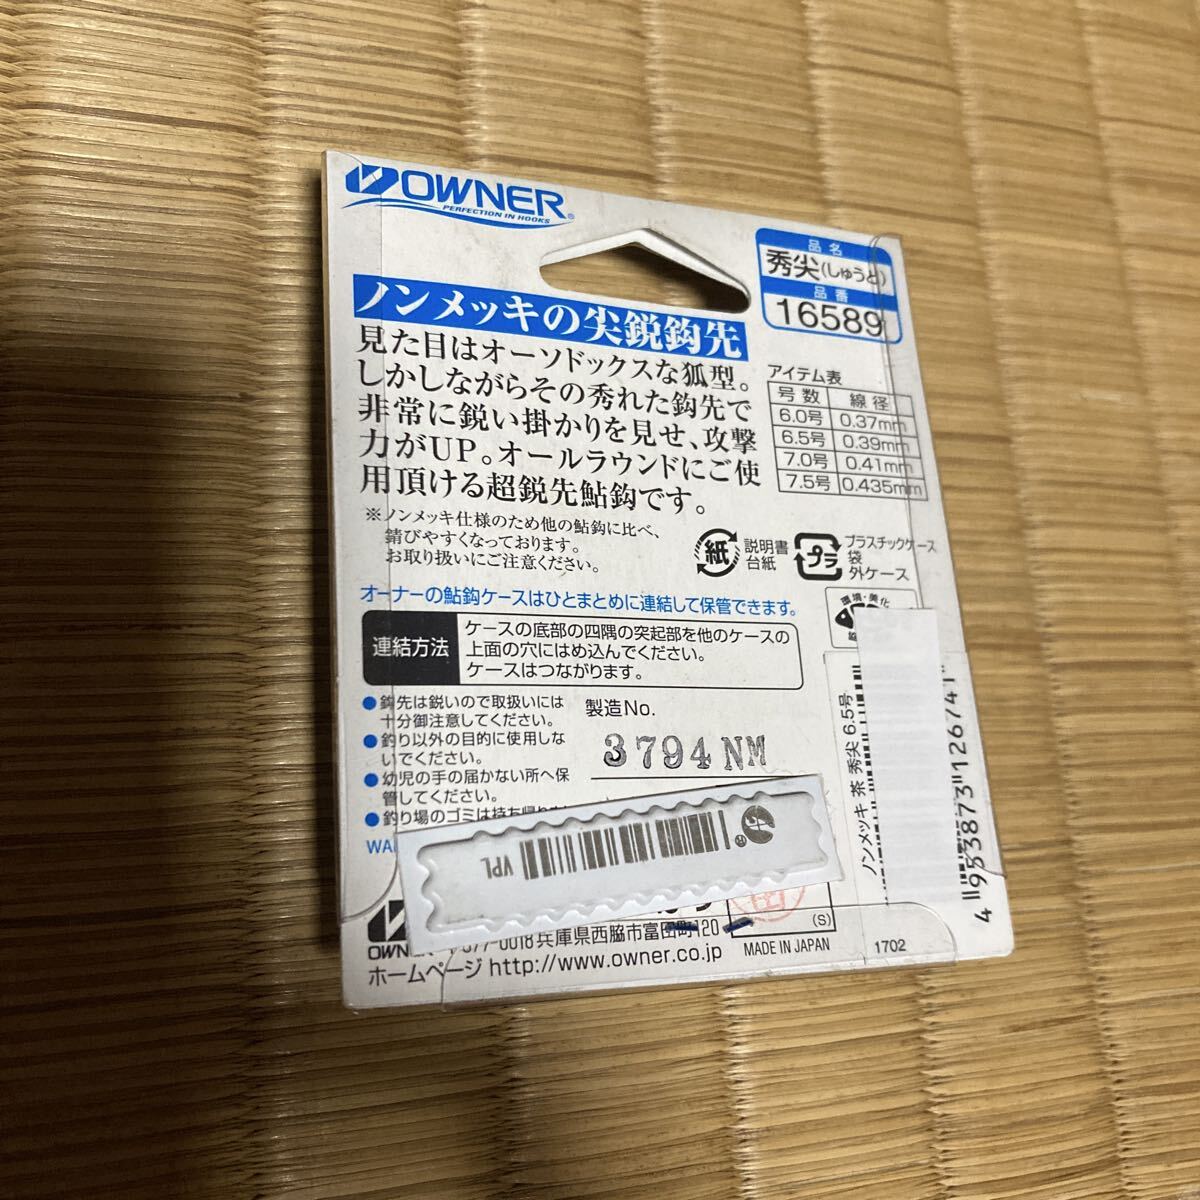 OWNER
PERFECTION IN HOOKS
品名
秀尖(しゅうと)
品番
16589
ノンメッキの尖鋭鈎先
見た目はオーソドックスな狐型。
しかしながらその秀れた鈎先で
非常に鋭い掛かりを見せ、攻撃
力がUP。オールラウンドにご使
用頂ける超鋭先鮎鈎です。
※ノンメッキ仕様のため他の鮎鈎に比べ、
錆びやすくなっております。
お取り扱いにご注意ください。
アイテム表
号数 線径
6.0号 0.37mm
6.5号 0.39mm
7.0号 0.41mm
7.5号 0.435mm
紙 説明書
台紙
プラ プラスチックケース
袋
外ケース
環境・美化
オーナーの鮎鈎ケースはひとまとめに連結して保管できます。
連結方法
ケースの底部の四隅の突起部を他のケースの
上面の穴にはめ込んでください。
ケースはつながります。
●鈎先は鋭いので取扱いには
十分御注意してください。
●釣り以外の目的に使用しな
いでください。
●幼児の手の届かない所へ保
管してください。
●釣り場のゴミは持ち帰り
製造No.
3794NM
ノンメッキ 茶 秀尖 6.5号
4953873126741
VPL
OWNER
677-0018 兵庫県西脇市富田町120
ホームページ http://www.owner.co.jp
(S)
MADE IN JAPAN
1702